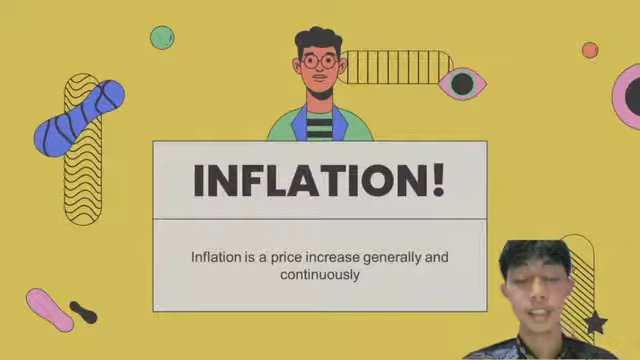 INFLATION!
Inflation is a price increase generally and
continuously